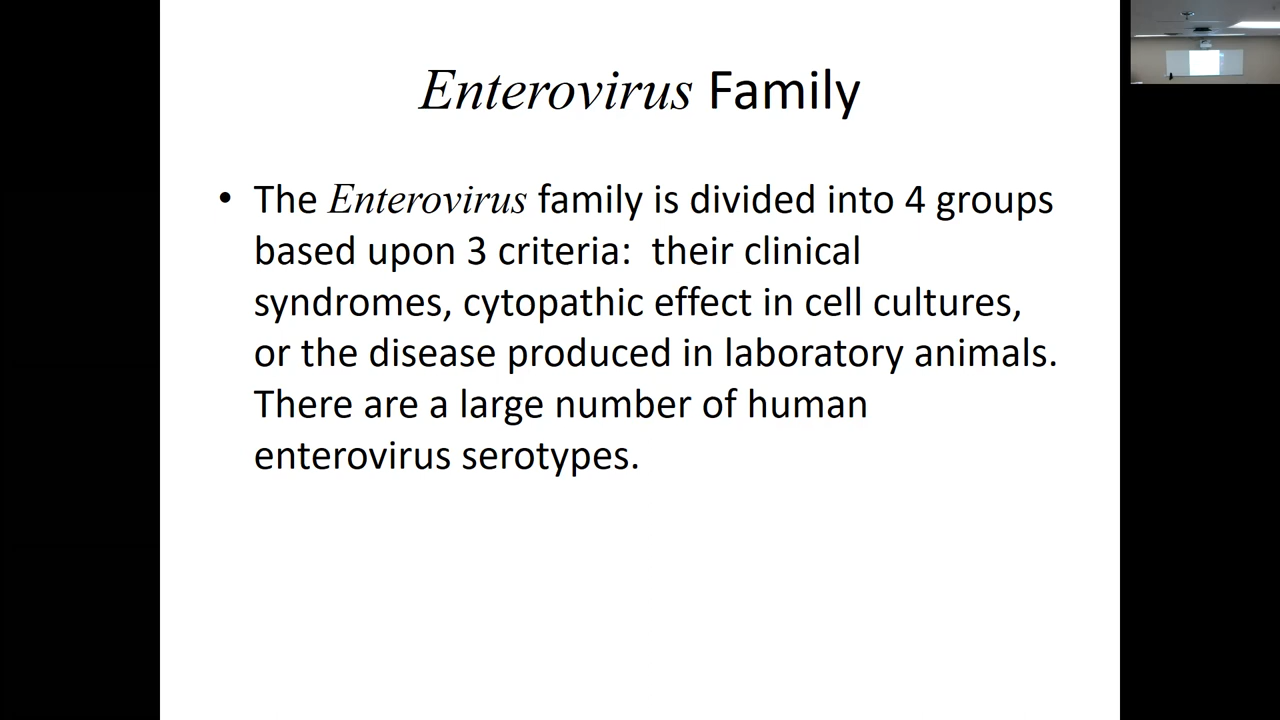 Enterovirus Family
• The Enterovirus family is divided into 4 groups
based upon 3 criteria:  their clinical
syndromes, cytopathic effect in cell cultures,
or the disease produced in laboratory animals.
There are a large number of human
enterovirus serotypes.